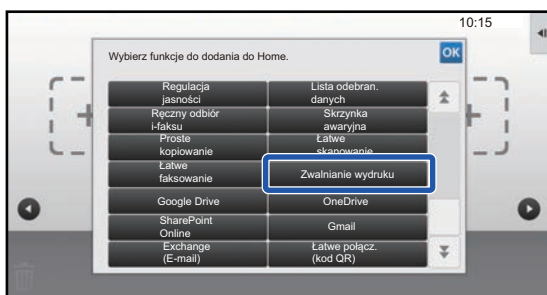 10:15
Wybierz funkcje do dodania do Home.
OK
Regulacja
jasności
Lista odebran.
danych
Ręczny odbiór
i-faksu
Skrzynka
awaryjna
Proste
kopiowanie
Łatwe
skanowanie
Łatwe
faksowanie
Zwalnianie wydruku
Google Drive
OneDrive
SharePoint
Online
Gmail
Exchange
(E-mail)
Łatwe połącz.
(kod QR)